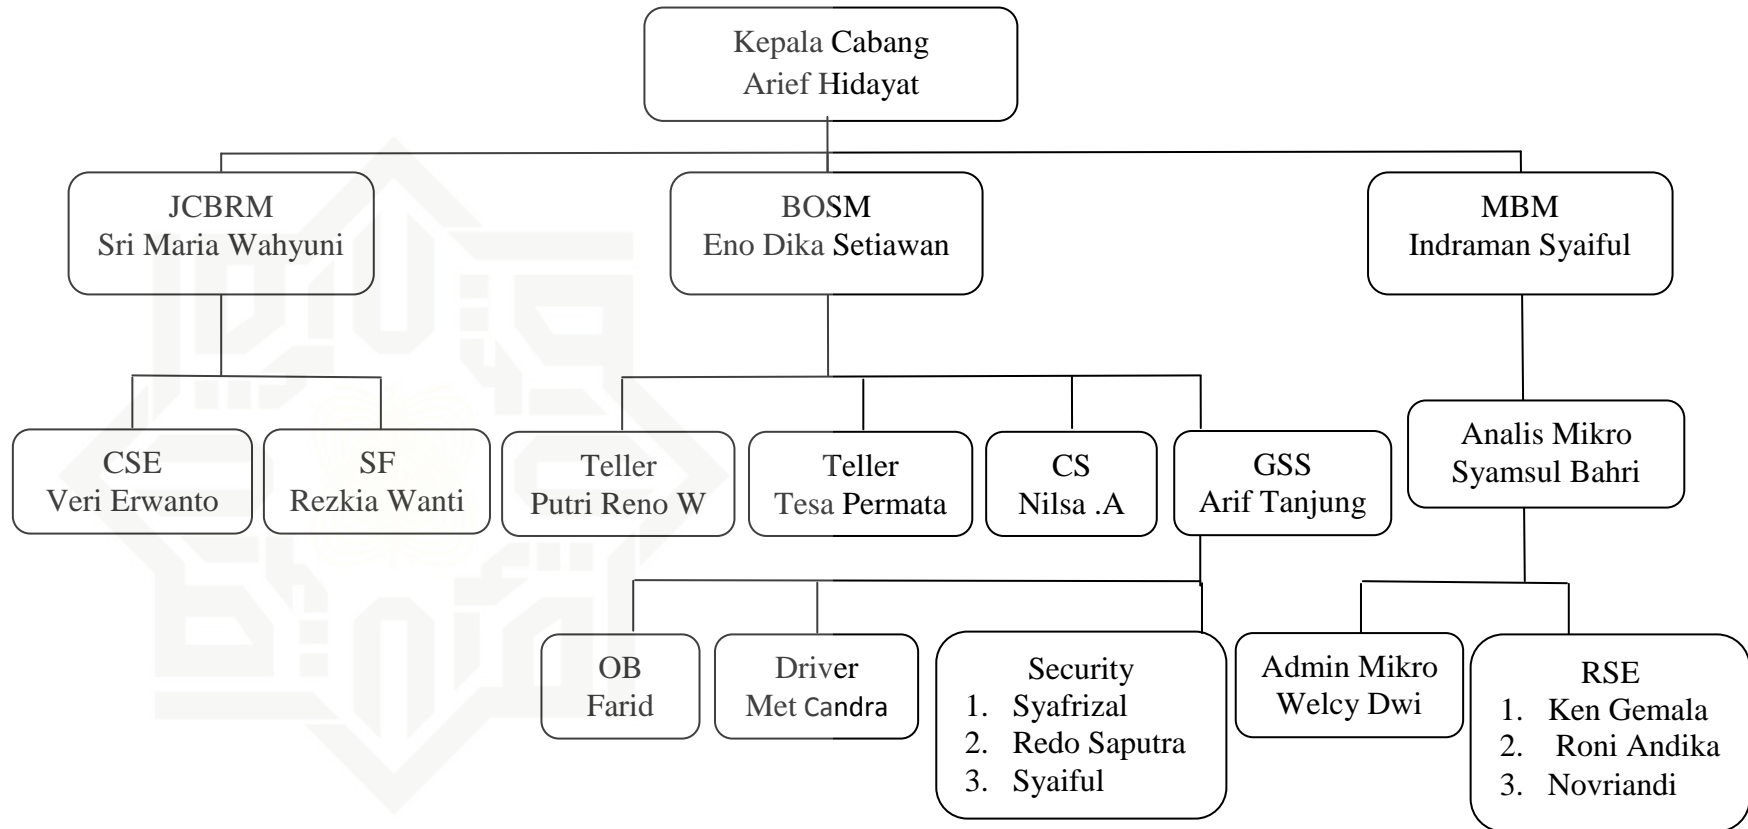 Kepala Cabang
Arief Hidayat
JCBRM
Sri Maria Wahyuni
BOSM
Eno Dika Setiawan
MBM
Indraman Syaiful
CSE
Veri Erwanto
SF
Rezkia Wanti
Teller
Putri Reno W
Teller
Tesa Permata
CS
Nilsa .A
GSS
Arif Tanjung
Analis Mikro
Syamsul Bahri
OB
Farid
Driver
Met Candra
Security
1. Syafrizal
2. Redo Saputra
3. Syaiful
Admin Mikro
Welcy Dwi
RSE
1. Ken Gemala
2. Roni Andika
3. Novriandi